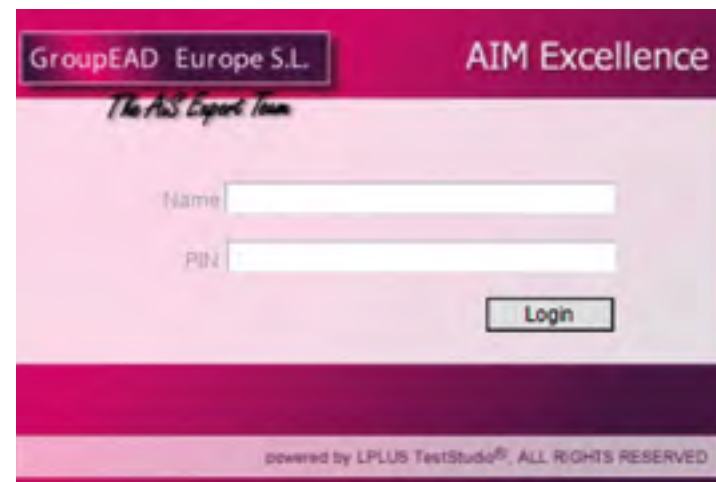 GroupEAD Europe S.L.
AIM Excellence
The AIS Expert Team
Name
PIN
Login
powered by LPLUS TestStudio®, ALL RIGHTS RESERVED